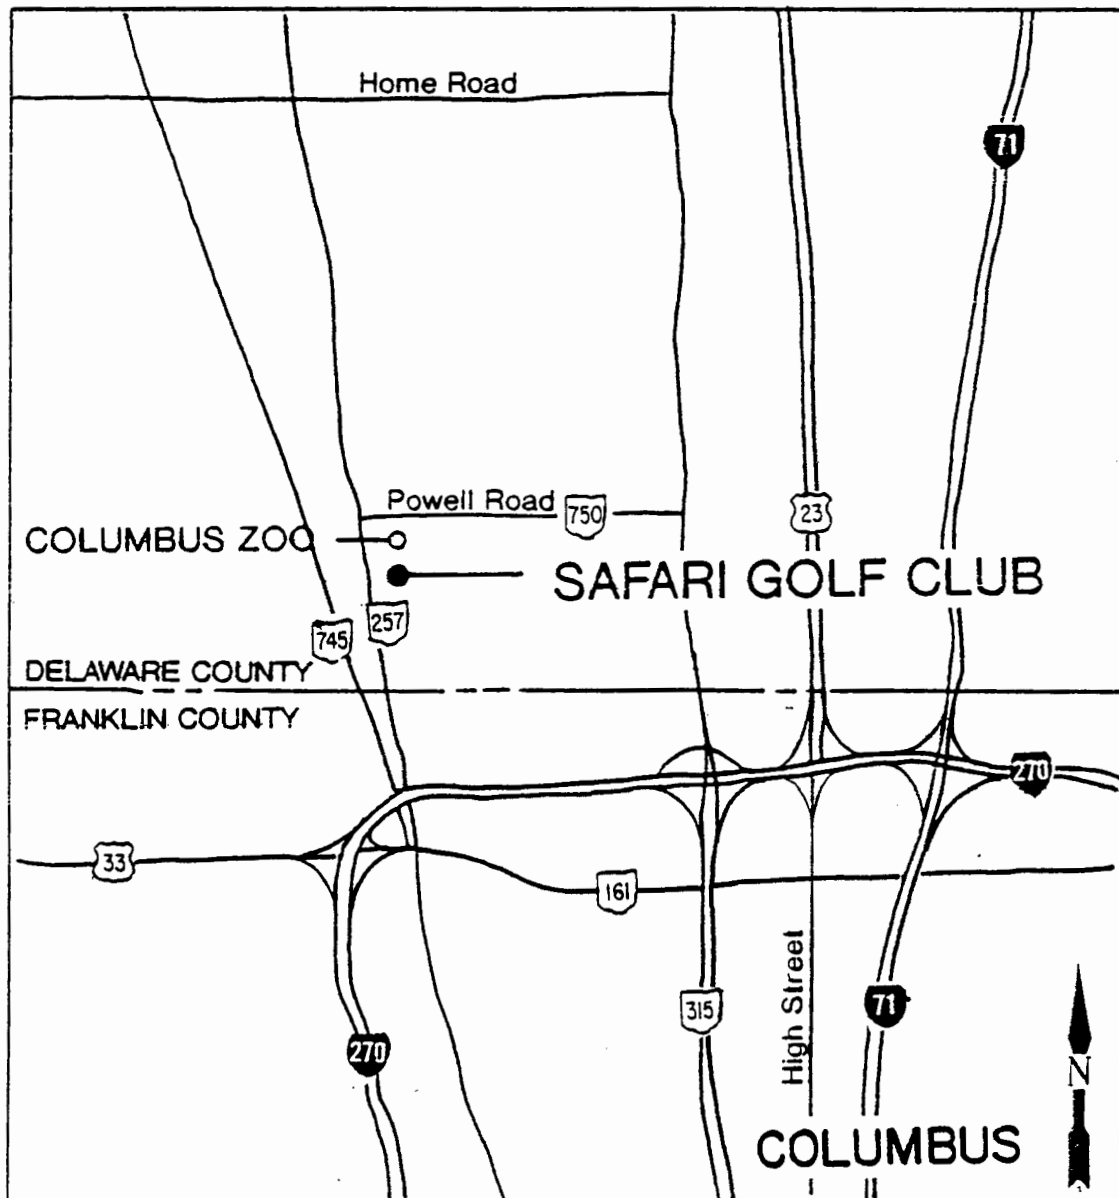 Home Road
71
Powell Road
750
23
COLUMBUS ZOO
SAFARI GOLF CLUB
257
745
DELAWARE COUNTY
FRANKLIN COUNTY
270
33
161
High Street
315
71
270
N
COLUMBUS